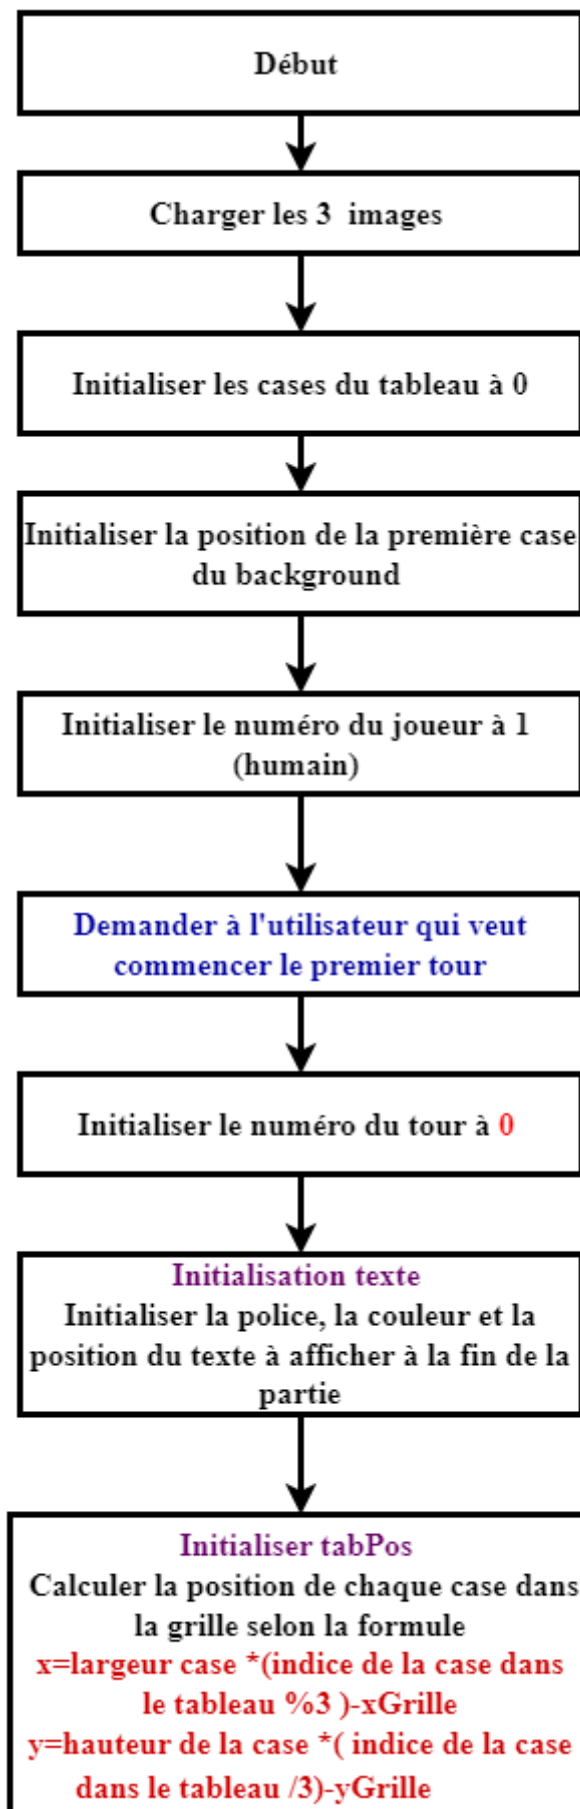 Début
Charger les 3 images
Initialiser les cases du tableau à 0
Initialiser la position de la première case
du background
Initialiser le numéro du joueur à 1
(humain)
Demander à l'utilisateur qui veut
commencer le premier tour
Initialiser le numéro du tour à 0
Initialisation texte
Initialiser la police, la couleur et la
position du texte à afficher à la fin de la
partie
Initialiser tabPos
Calculer la position de chaque case dans
la grille selon la formule
x=largeur case *(indice de la case dans
le tableau %3 )-xGrille
y=hauteur de la case *( indice de la case
dans le tableau /3)-yGrille